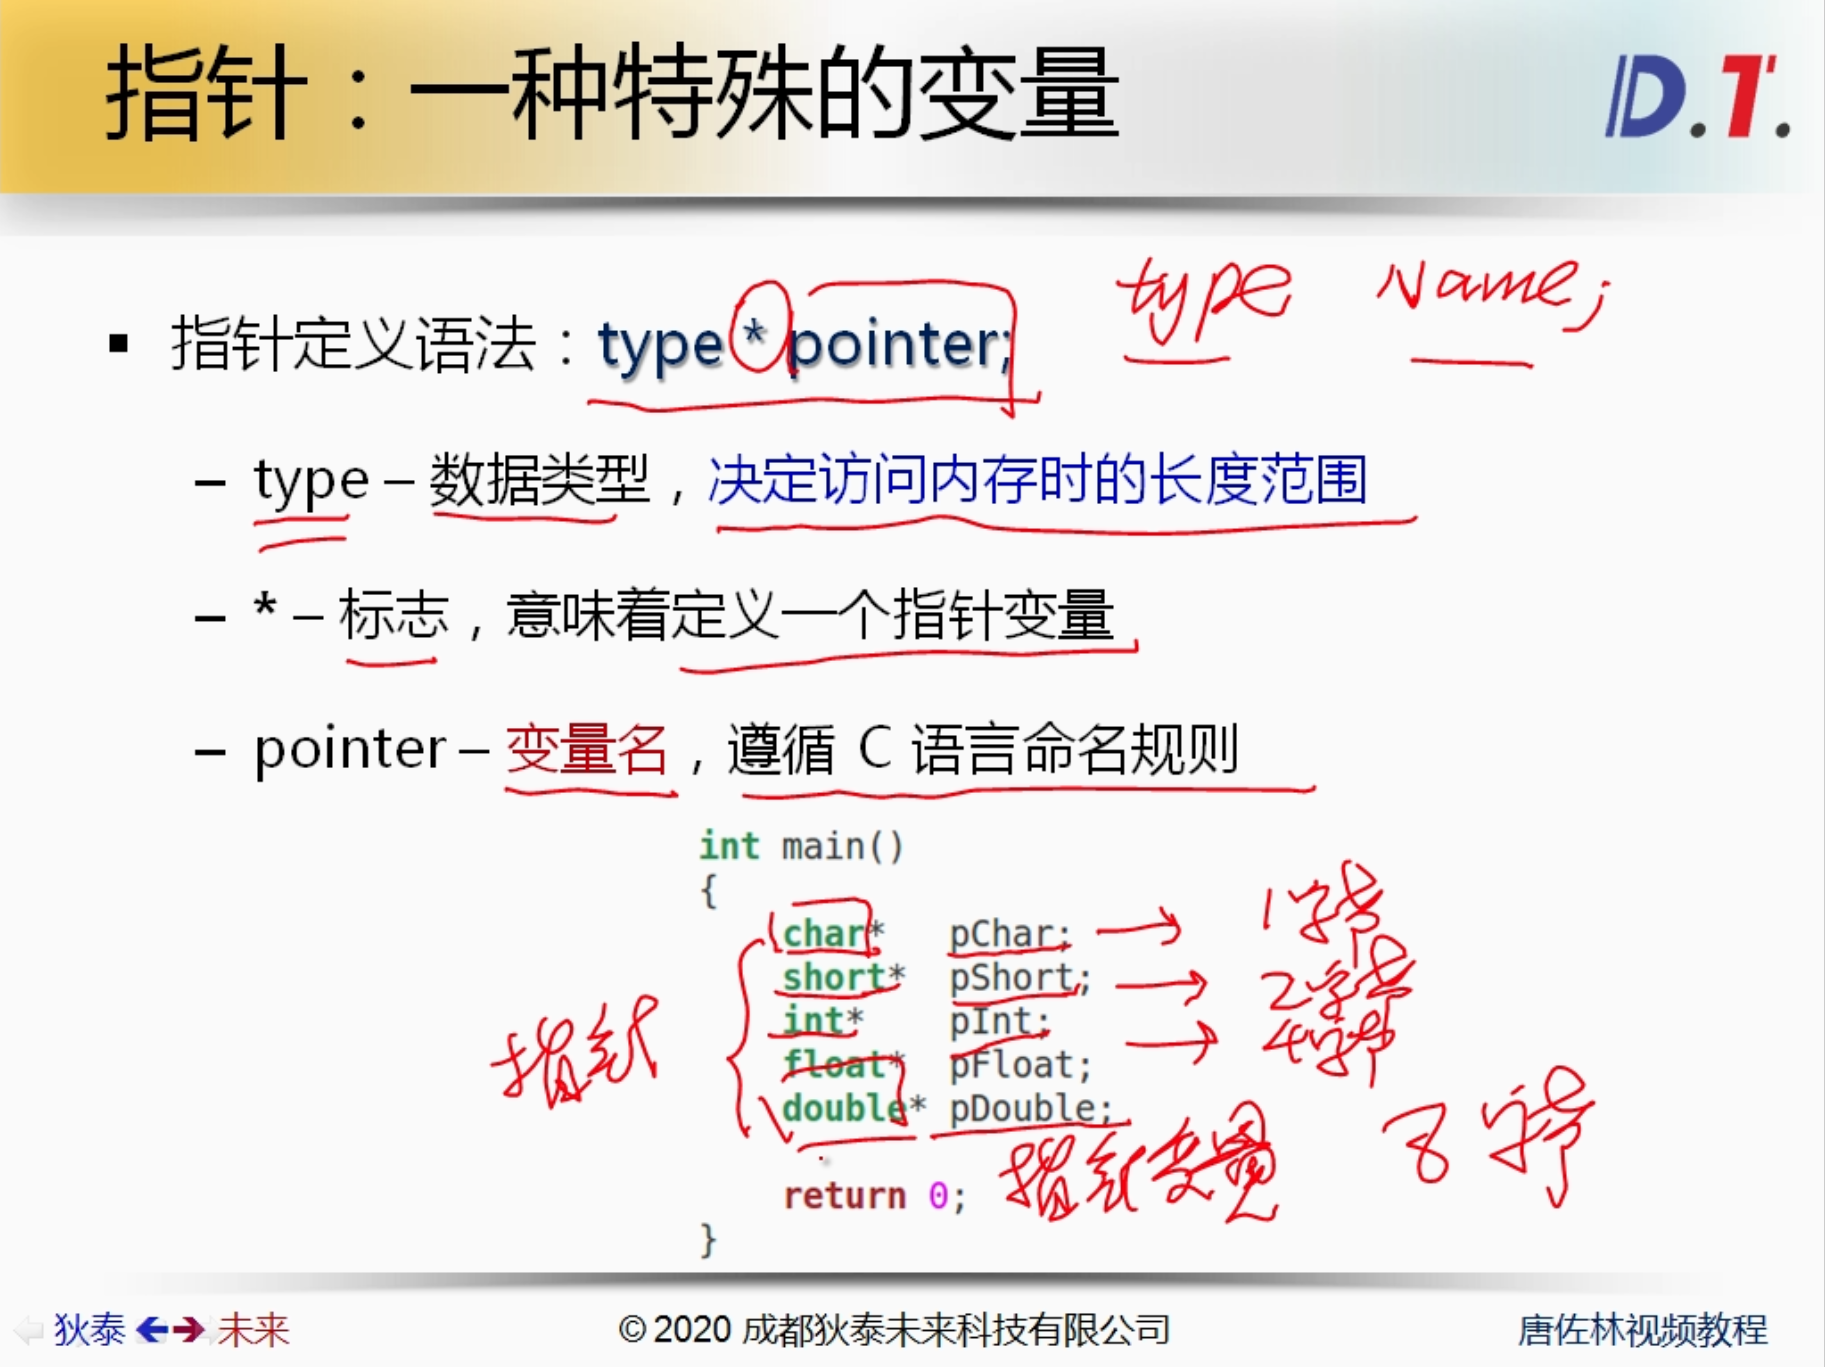 指针：一种特殊的变量
D.T.
type Name;
▪ 指针定义语法：type * pointer;
– type – 数据类型，决定访问内存时的长度范围
– * – 标志，意味着定义一个指针变量
– pointer – 变量名，遵循 C 语言命名规则
int main()
{
char* pChar; → 1字节
short* pShort; → 2字节
int* pInt; → 4字节
指针
float* pFloat;
double* pDouble; 8字节
指针变量
return 0;
}
狄泰 未来
© 2020 成都狄泰未来科技有限公司
唐佐林视频教程